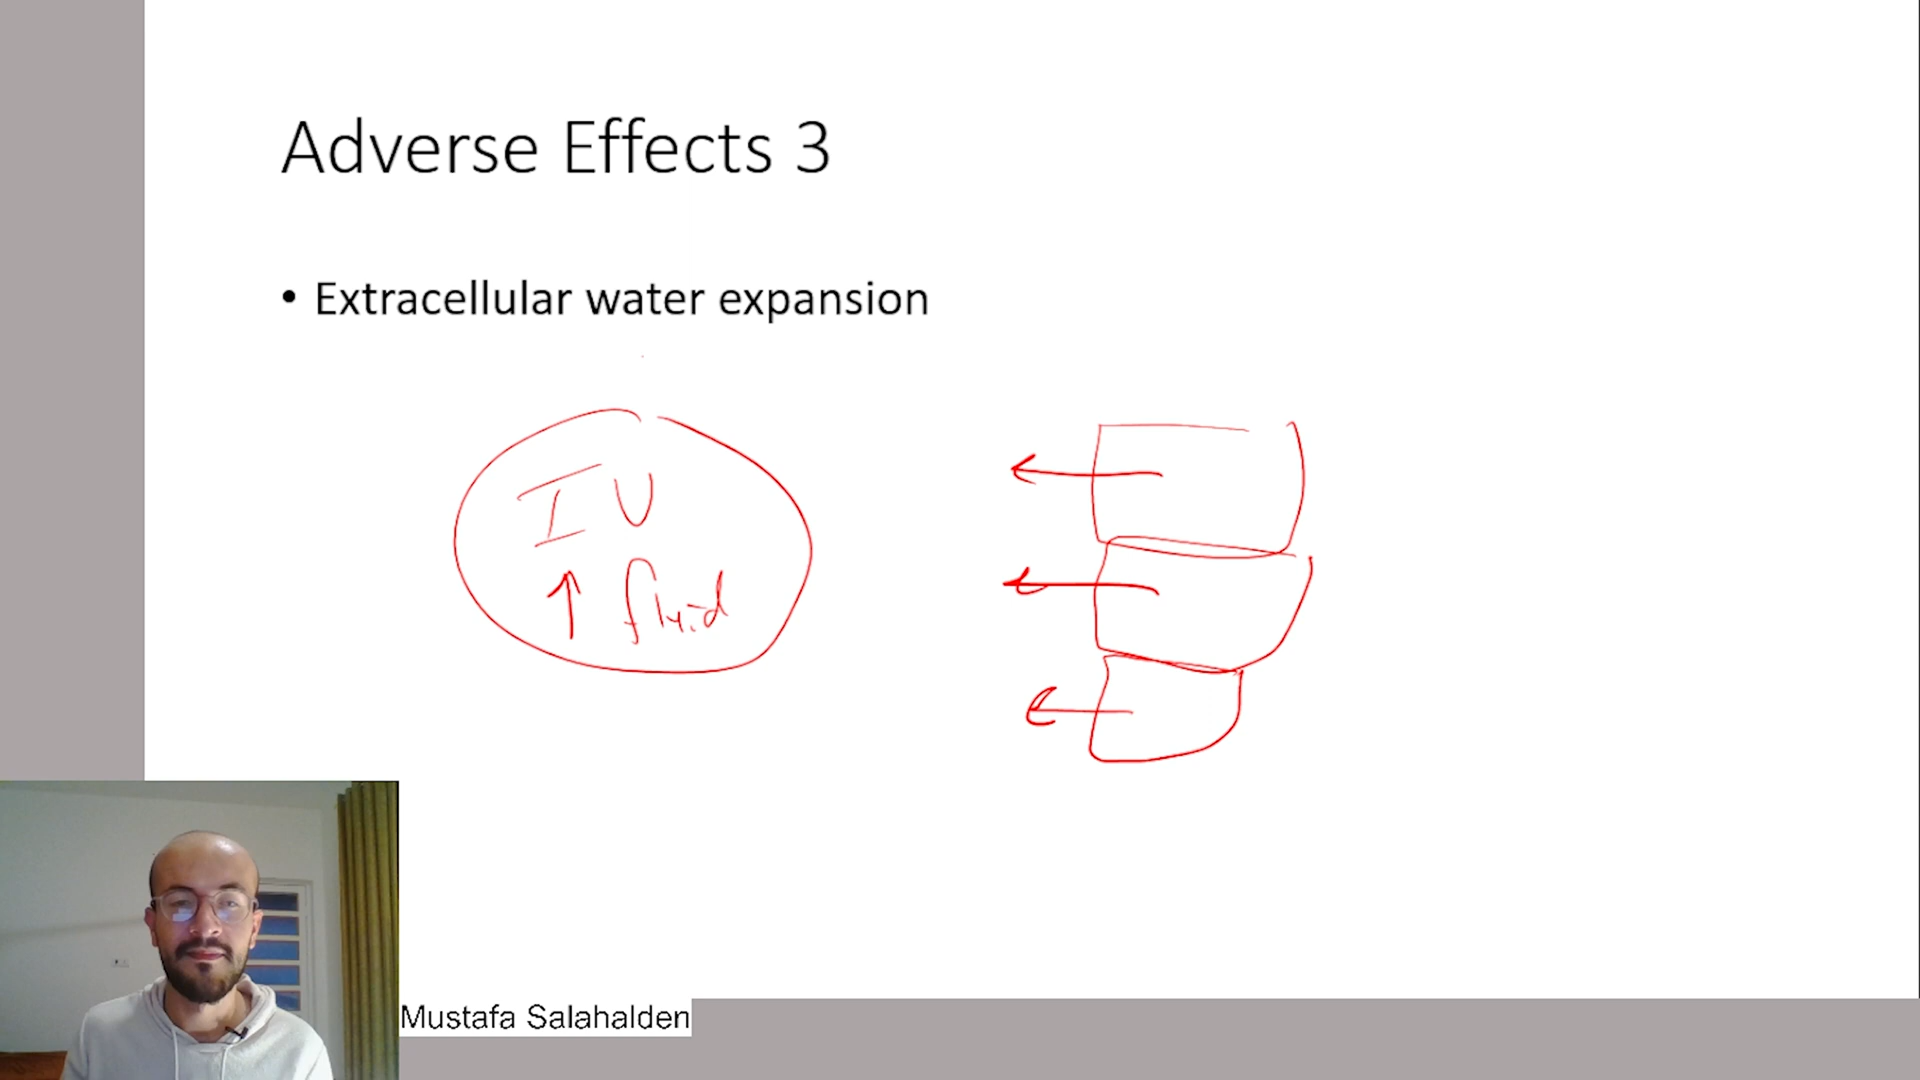 Adverse Effects 3
• Extracellular water expansion
IV
↑ fluid
Mustafa Salahalden